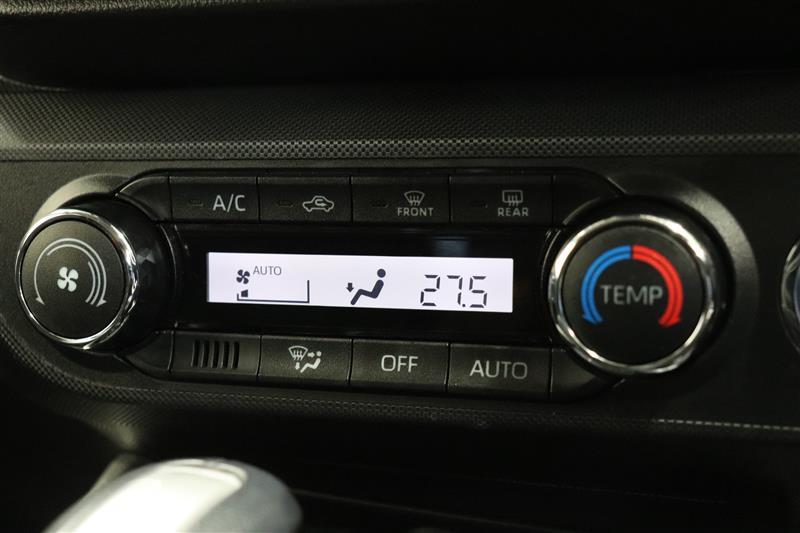 A/C FRONT REAR
AUTO 27.5
TEMP
OFF AUTO